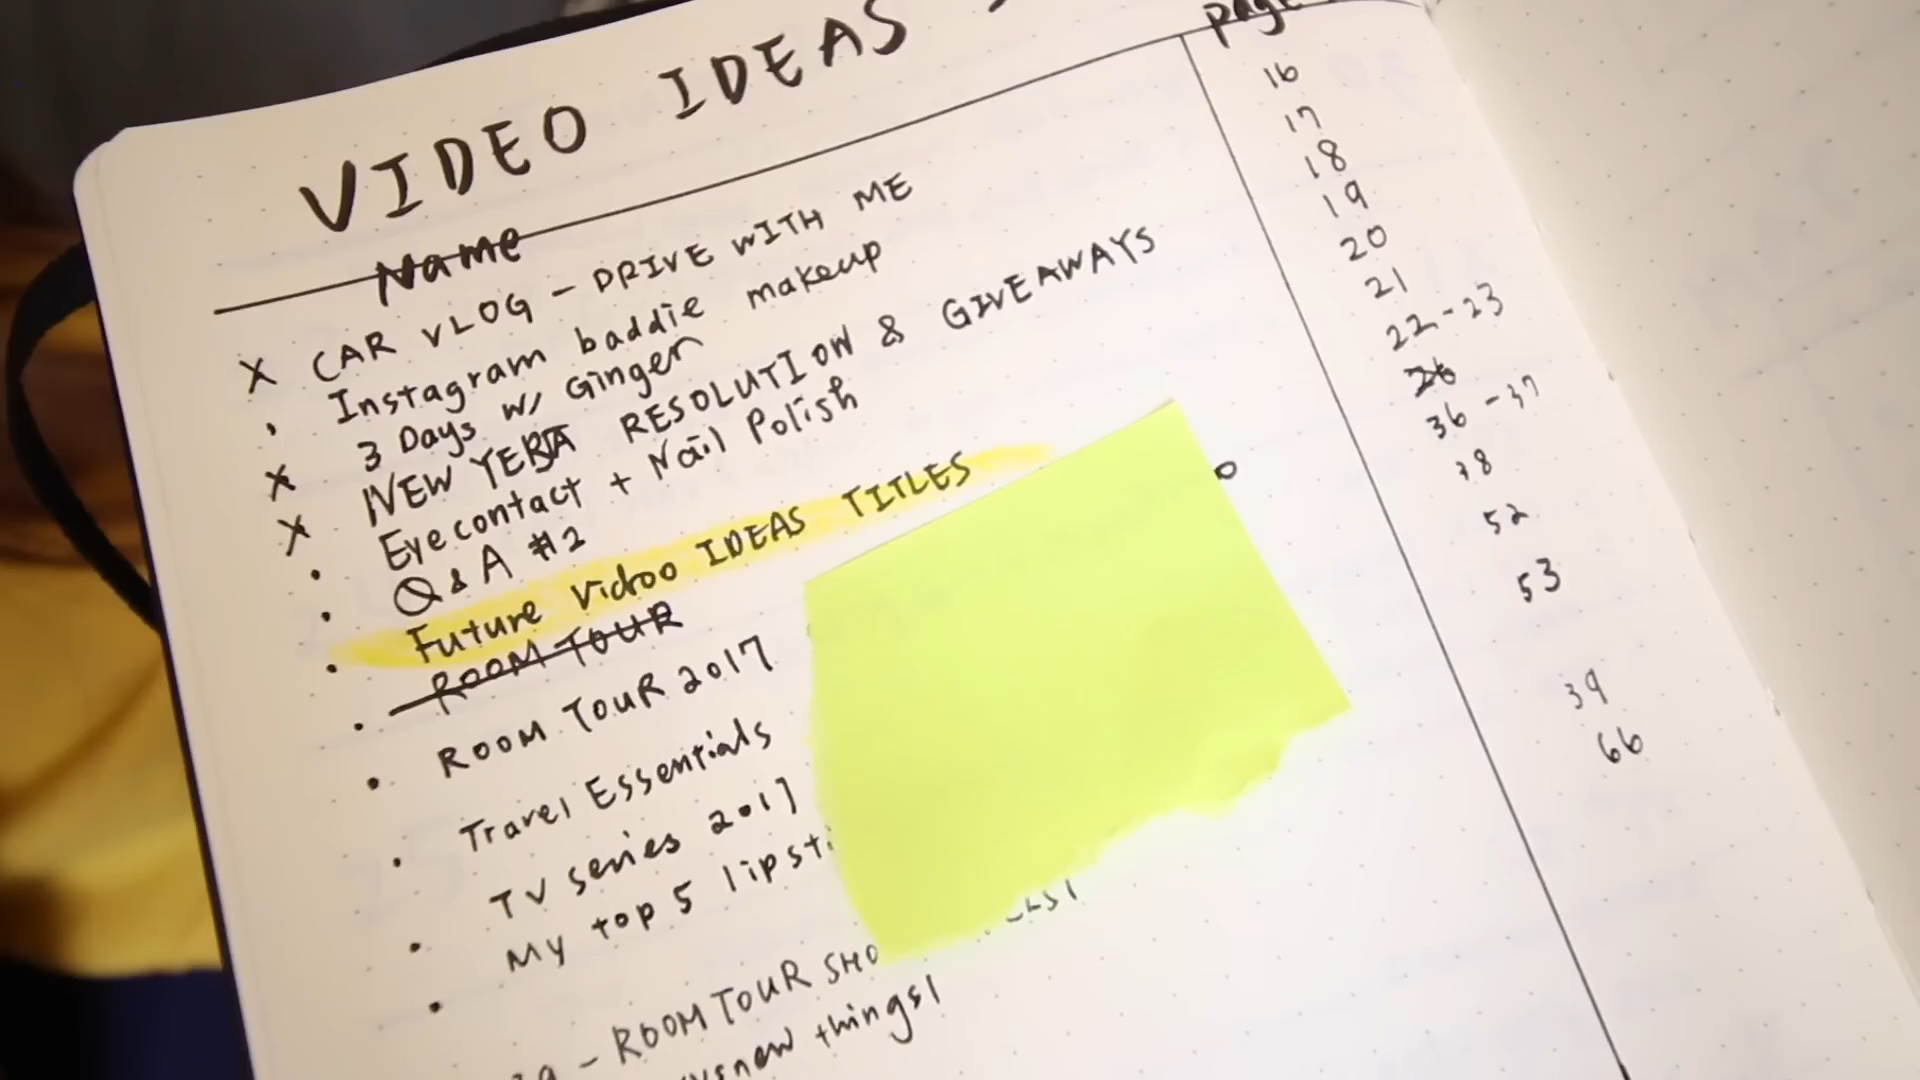 VIDEO IDEAS
Name
page
X CAR VLOG - DRIVE WITH ME
16
• Instagram baddie makeup
17
X 3 Days w/ Ginger
18
X NEW YEAR RESOLUTION & GIVEAWAYS
19
• Eyecontact + Nail Polish
20
• Q & A #2
21
• Future Video IDEAS TITLES
22-23
• ROOM TOUR
26
• ROOM TOUR 2017
36-37
38
• Travel Essentials
52
• TV series 2017
53
• My top 5
- ROOM TOUR
39
new things!
66